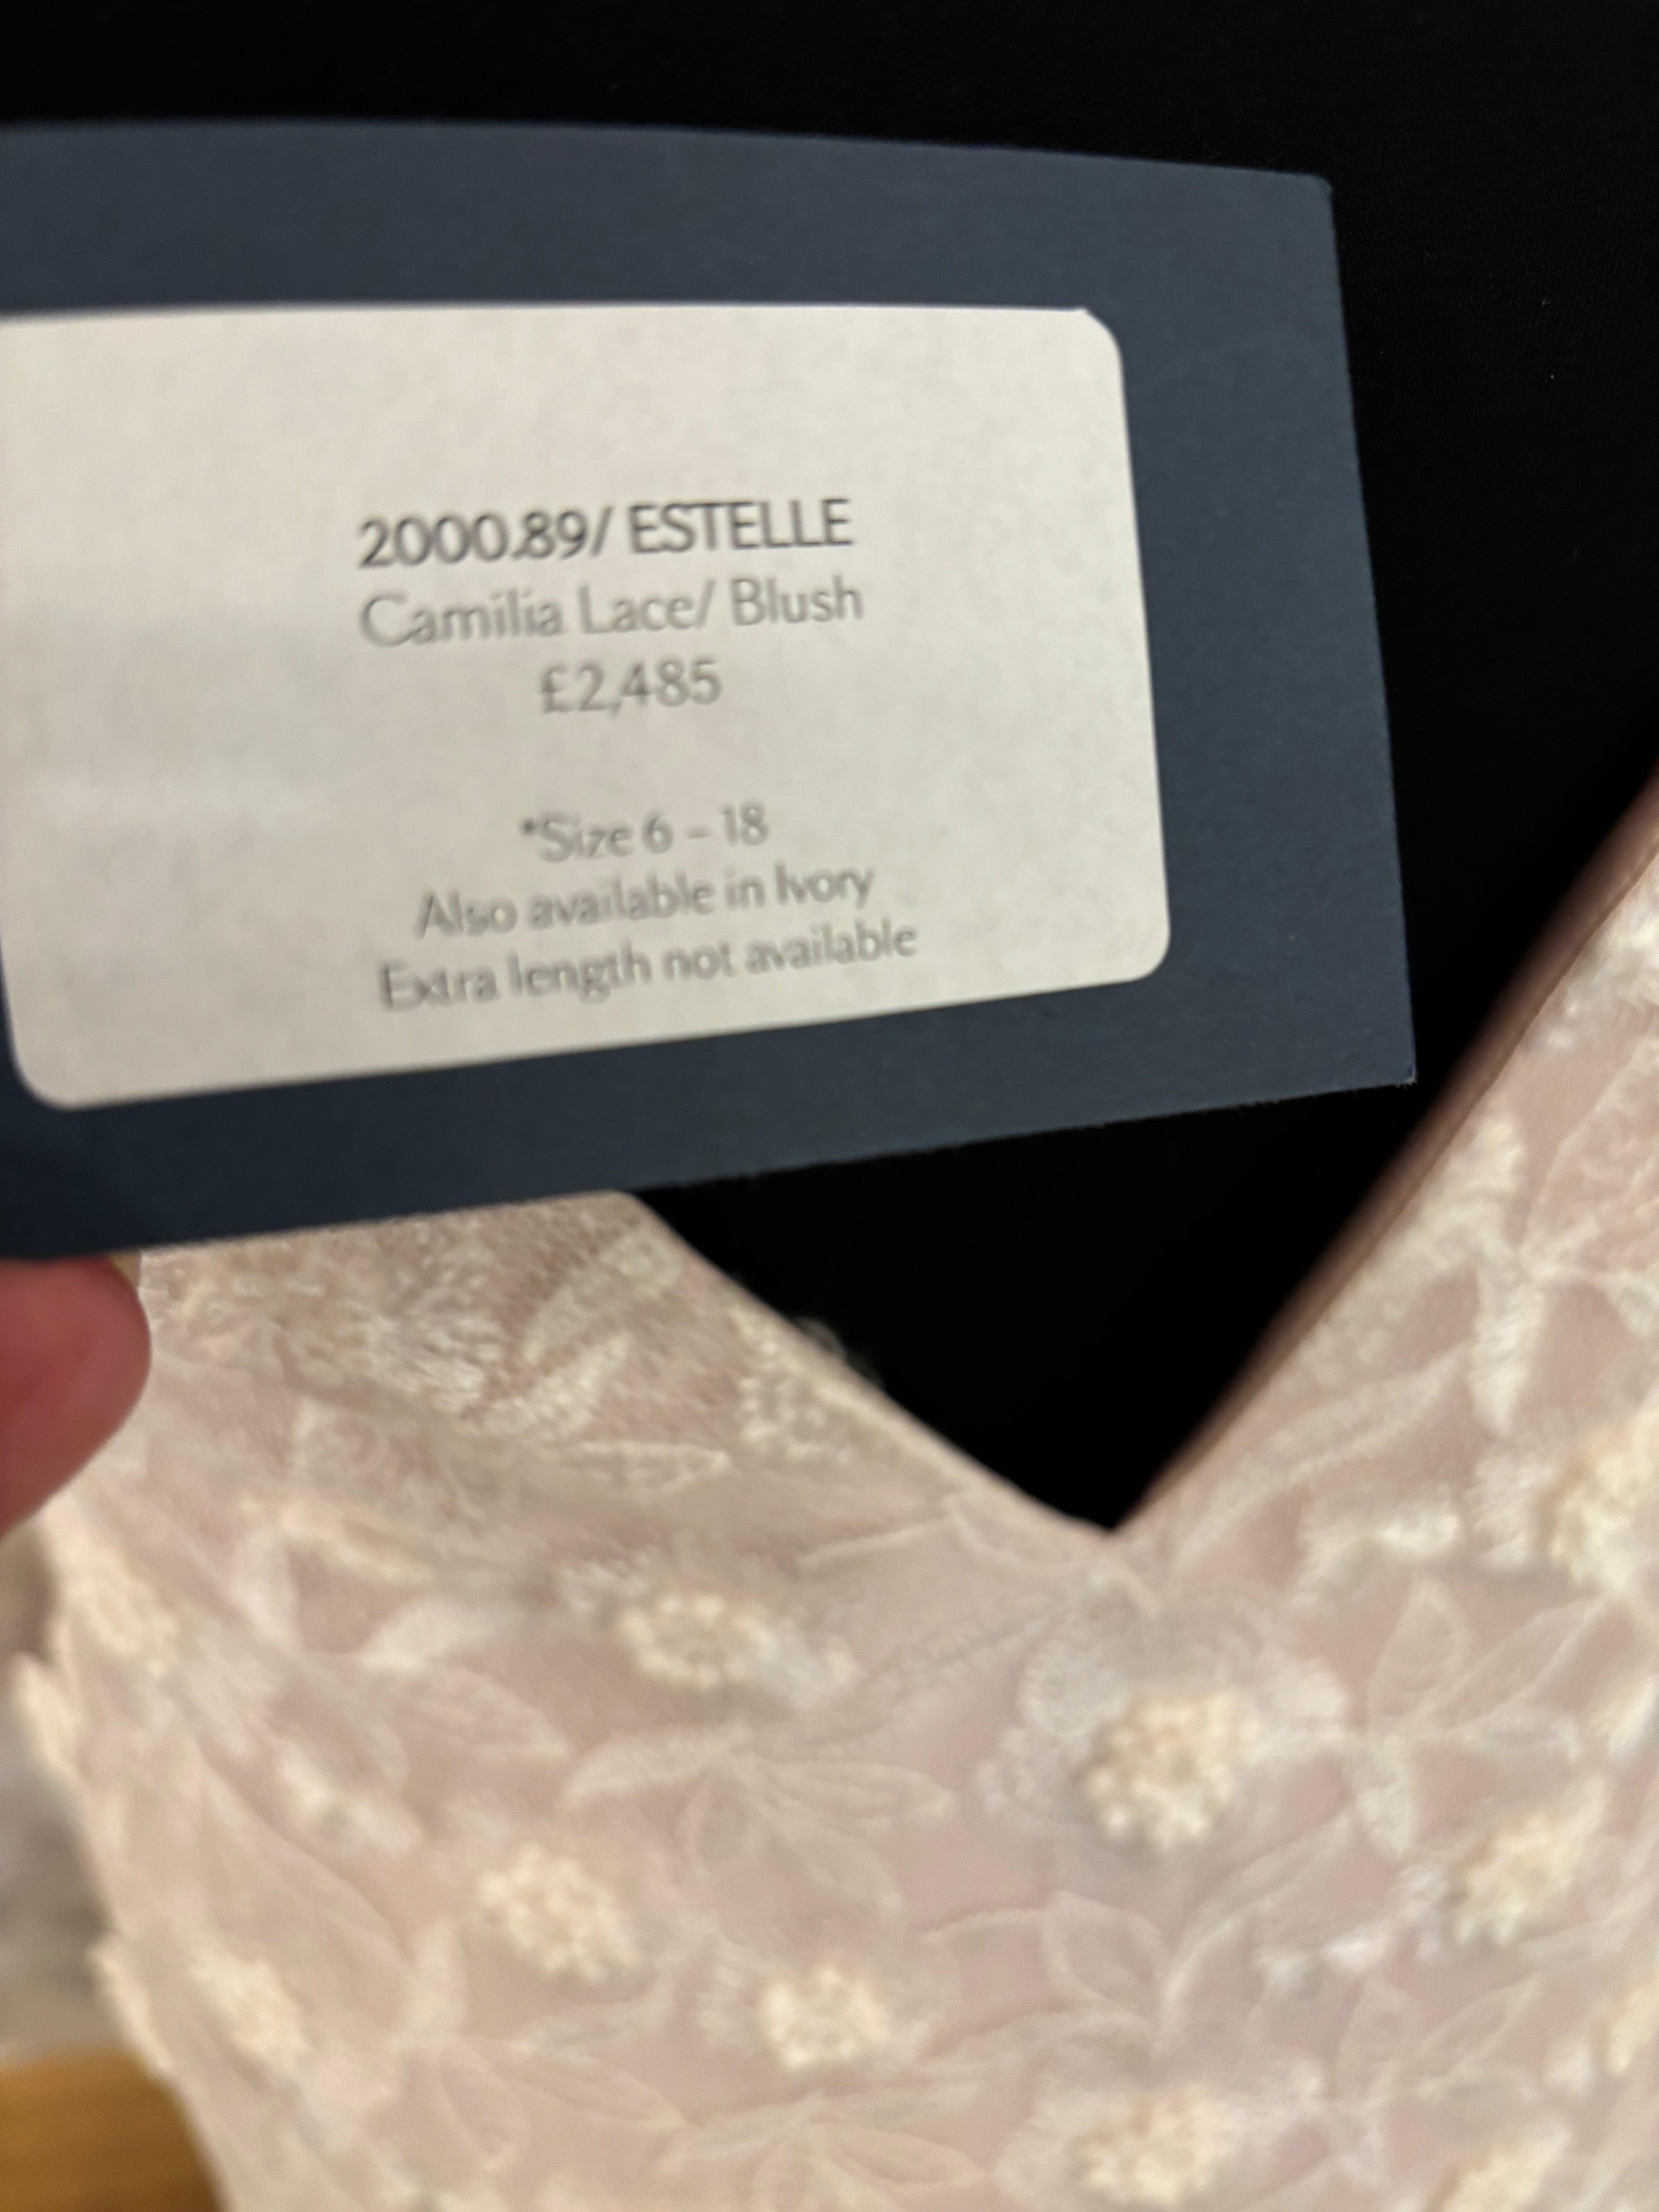 2000.89/ ESTELLE
Camilia Lace/ Blush
£2,485
*Size 6 – 18
Also available in Ivory
Extra length not available